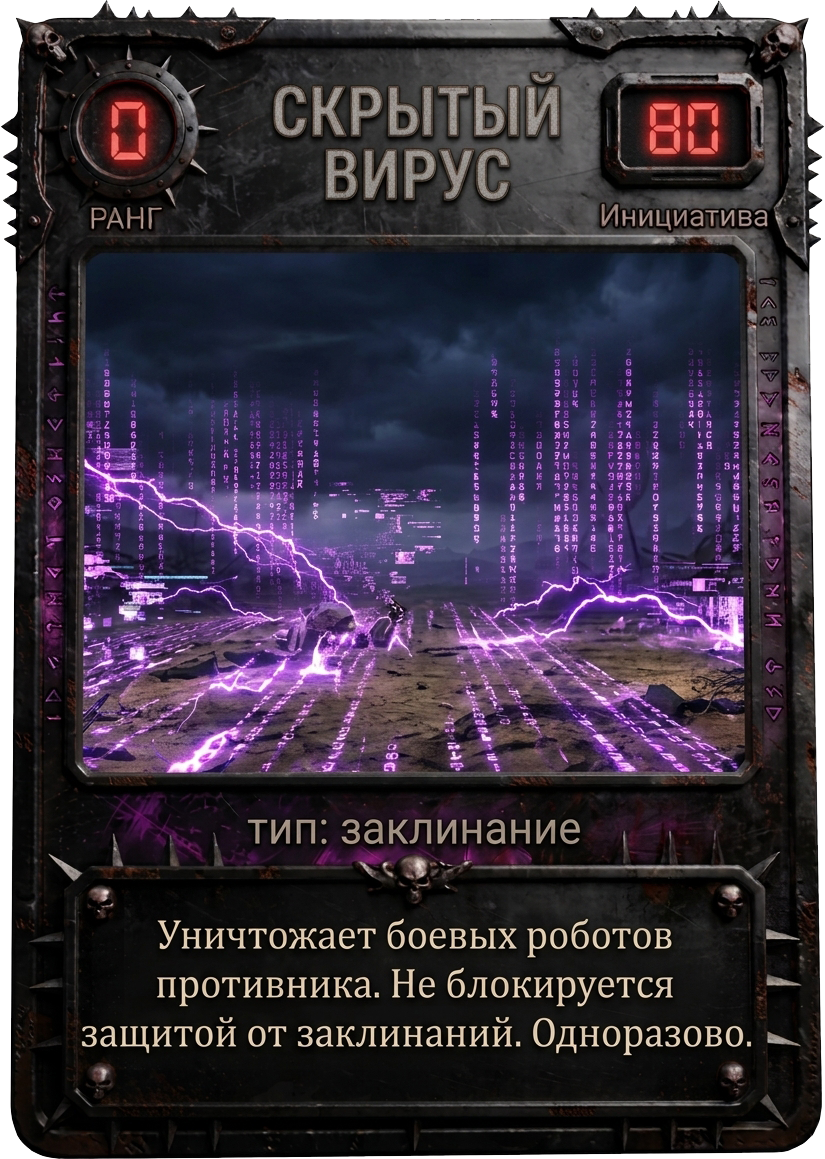 0
СКРЫТЫЙ
ВИРУС
80
РАНГ
Инициатива
тип: заклинание
Уничтожает боевых роботов
противника. Не блокируется
защитой от заклинаний. Одноразово.